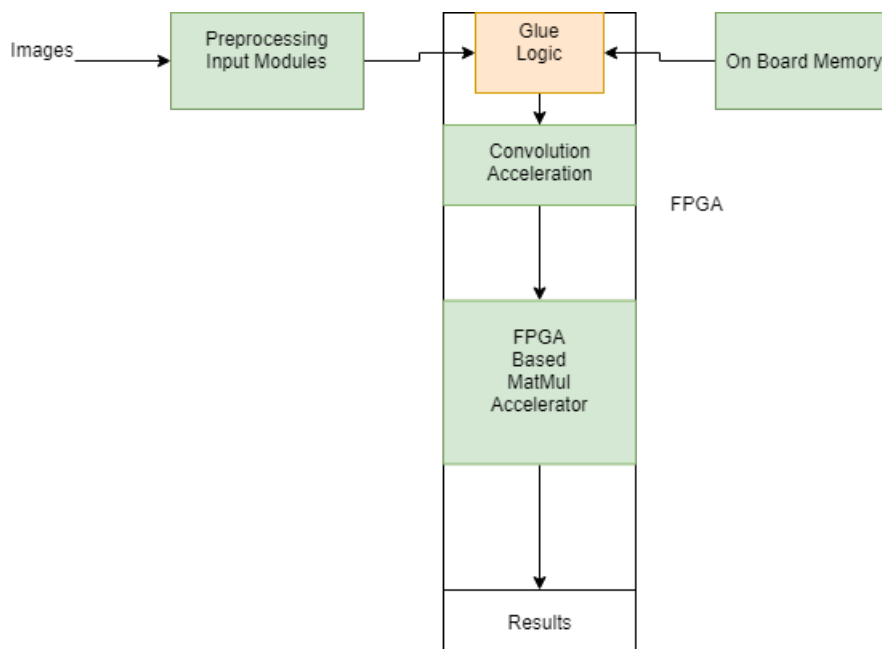 Images
Preprocessing
Input Modules
Glue
Logic
On Board Memory
Convolution
Acceleration
FPGA
FPGA
Based
MatMul
Accelerator
Results